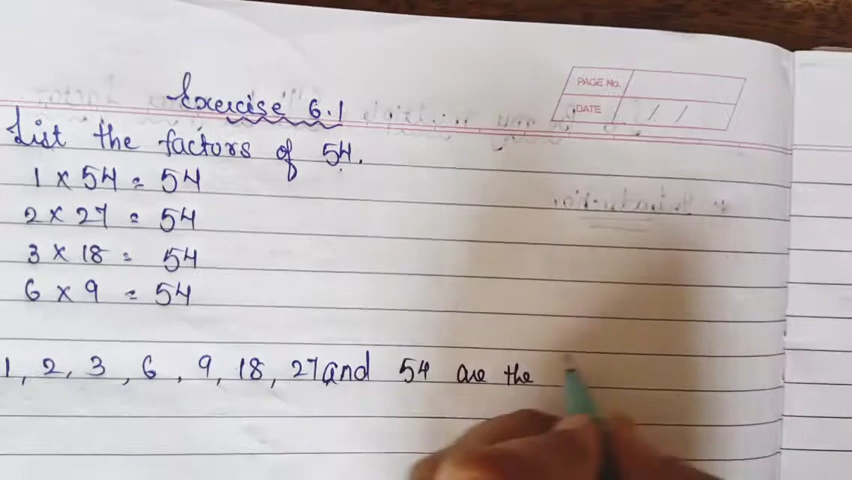 PAGE No.
DATE / /
Exercise 6.1
List the factors of 54.
1 × 54 = 54
2 × 27 = 54
3 × 18 = 54
6 × 9 = 54
1, 2, 3, 6, 9, 18, 27 and 54 are the